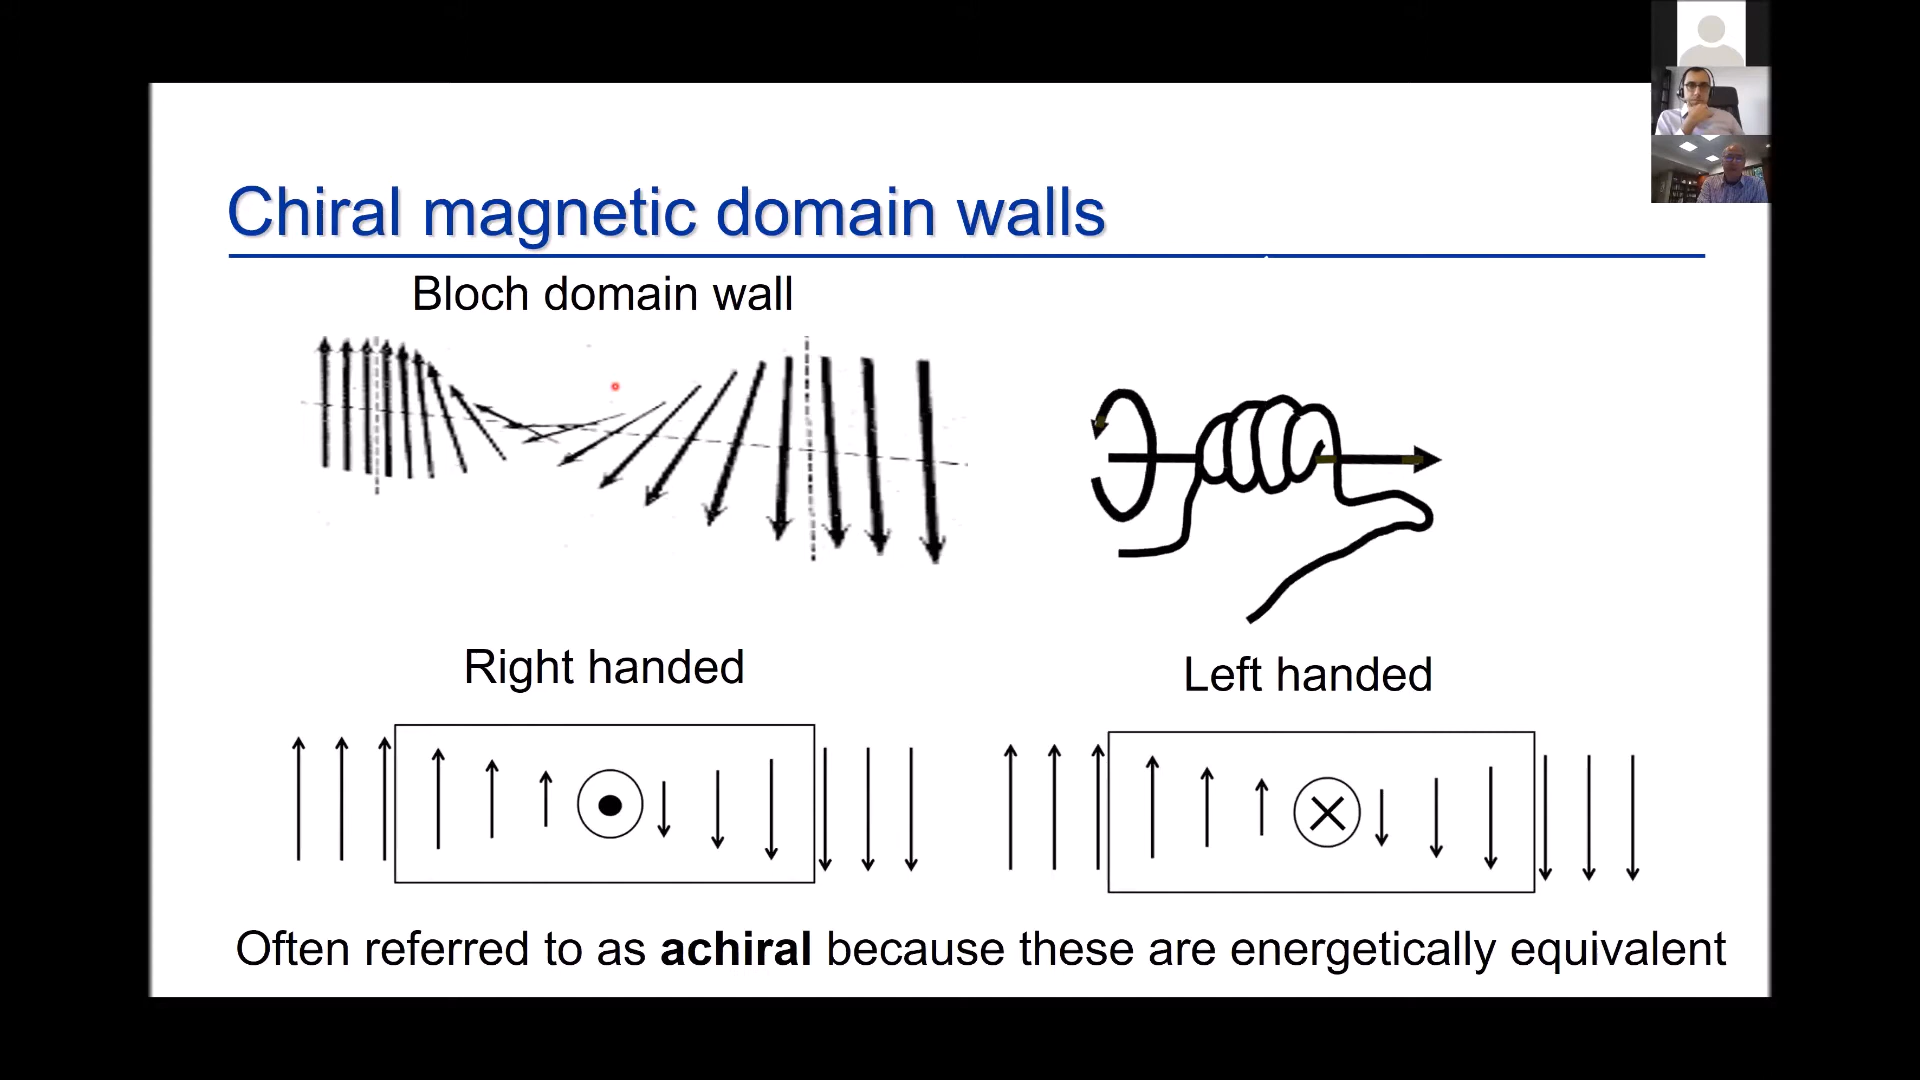 Chiral magnetic domain walls
Bloch domain wall
Right handed
Left handed
Often referred to as achiral because these are energetically equivalent